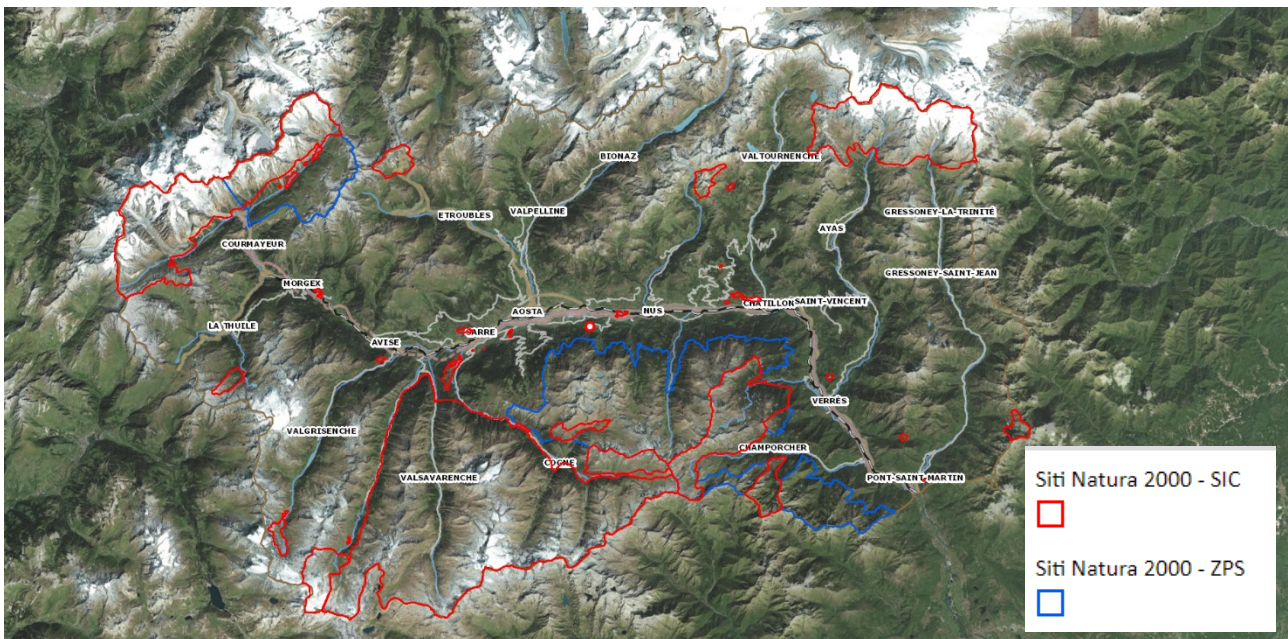 BIONAZ
VALTOURNENCHE
ETROUBLES
VALPELLINE
GRESSONEY-LA-TRINITÉ
AYAS
COURMAYEUR
GRESSONEY-SAINT-JEAN
MORGEX
CHATILLON
SAINT-VINCENT
AOSTA
NUS
LA THUILE
SARRE
AVISE
VERRÈS
VALGRISENCHE
CHAMPORCHER
COGNE
VALSAVARENCHE
PONT-SAINT-MARTIN
Siti Natura 2000 - SIC
Siti Natura 2000 - ZPS